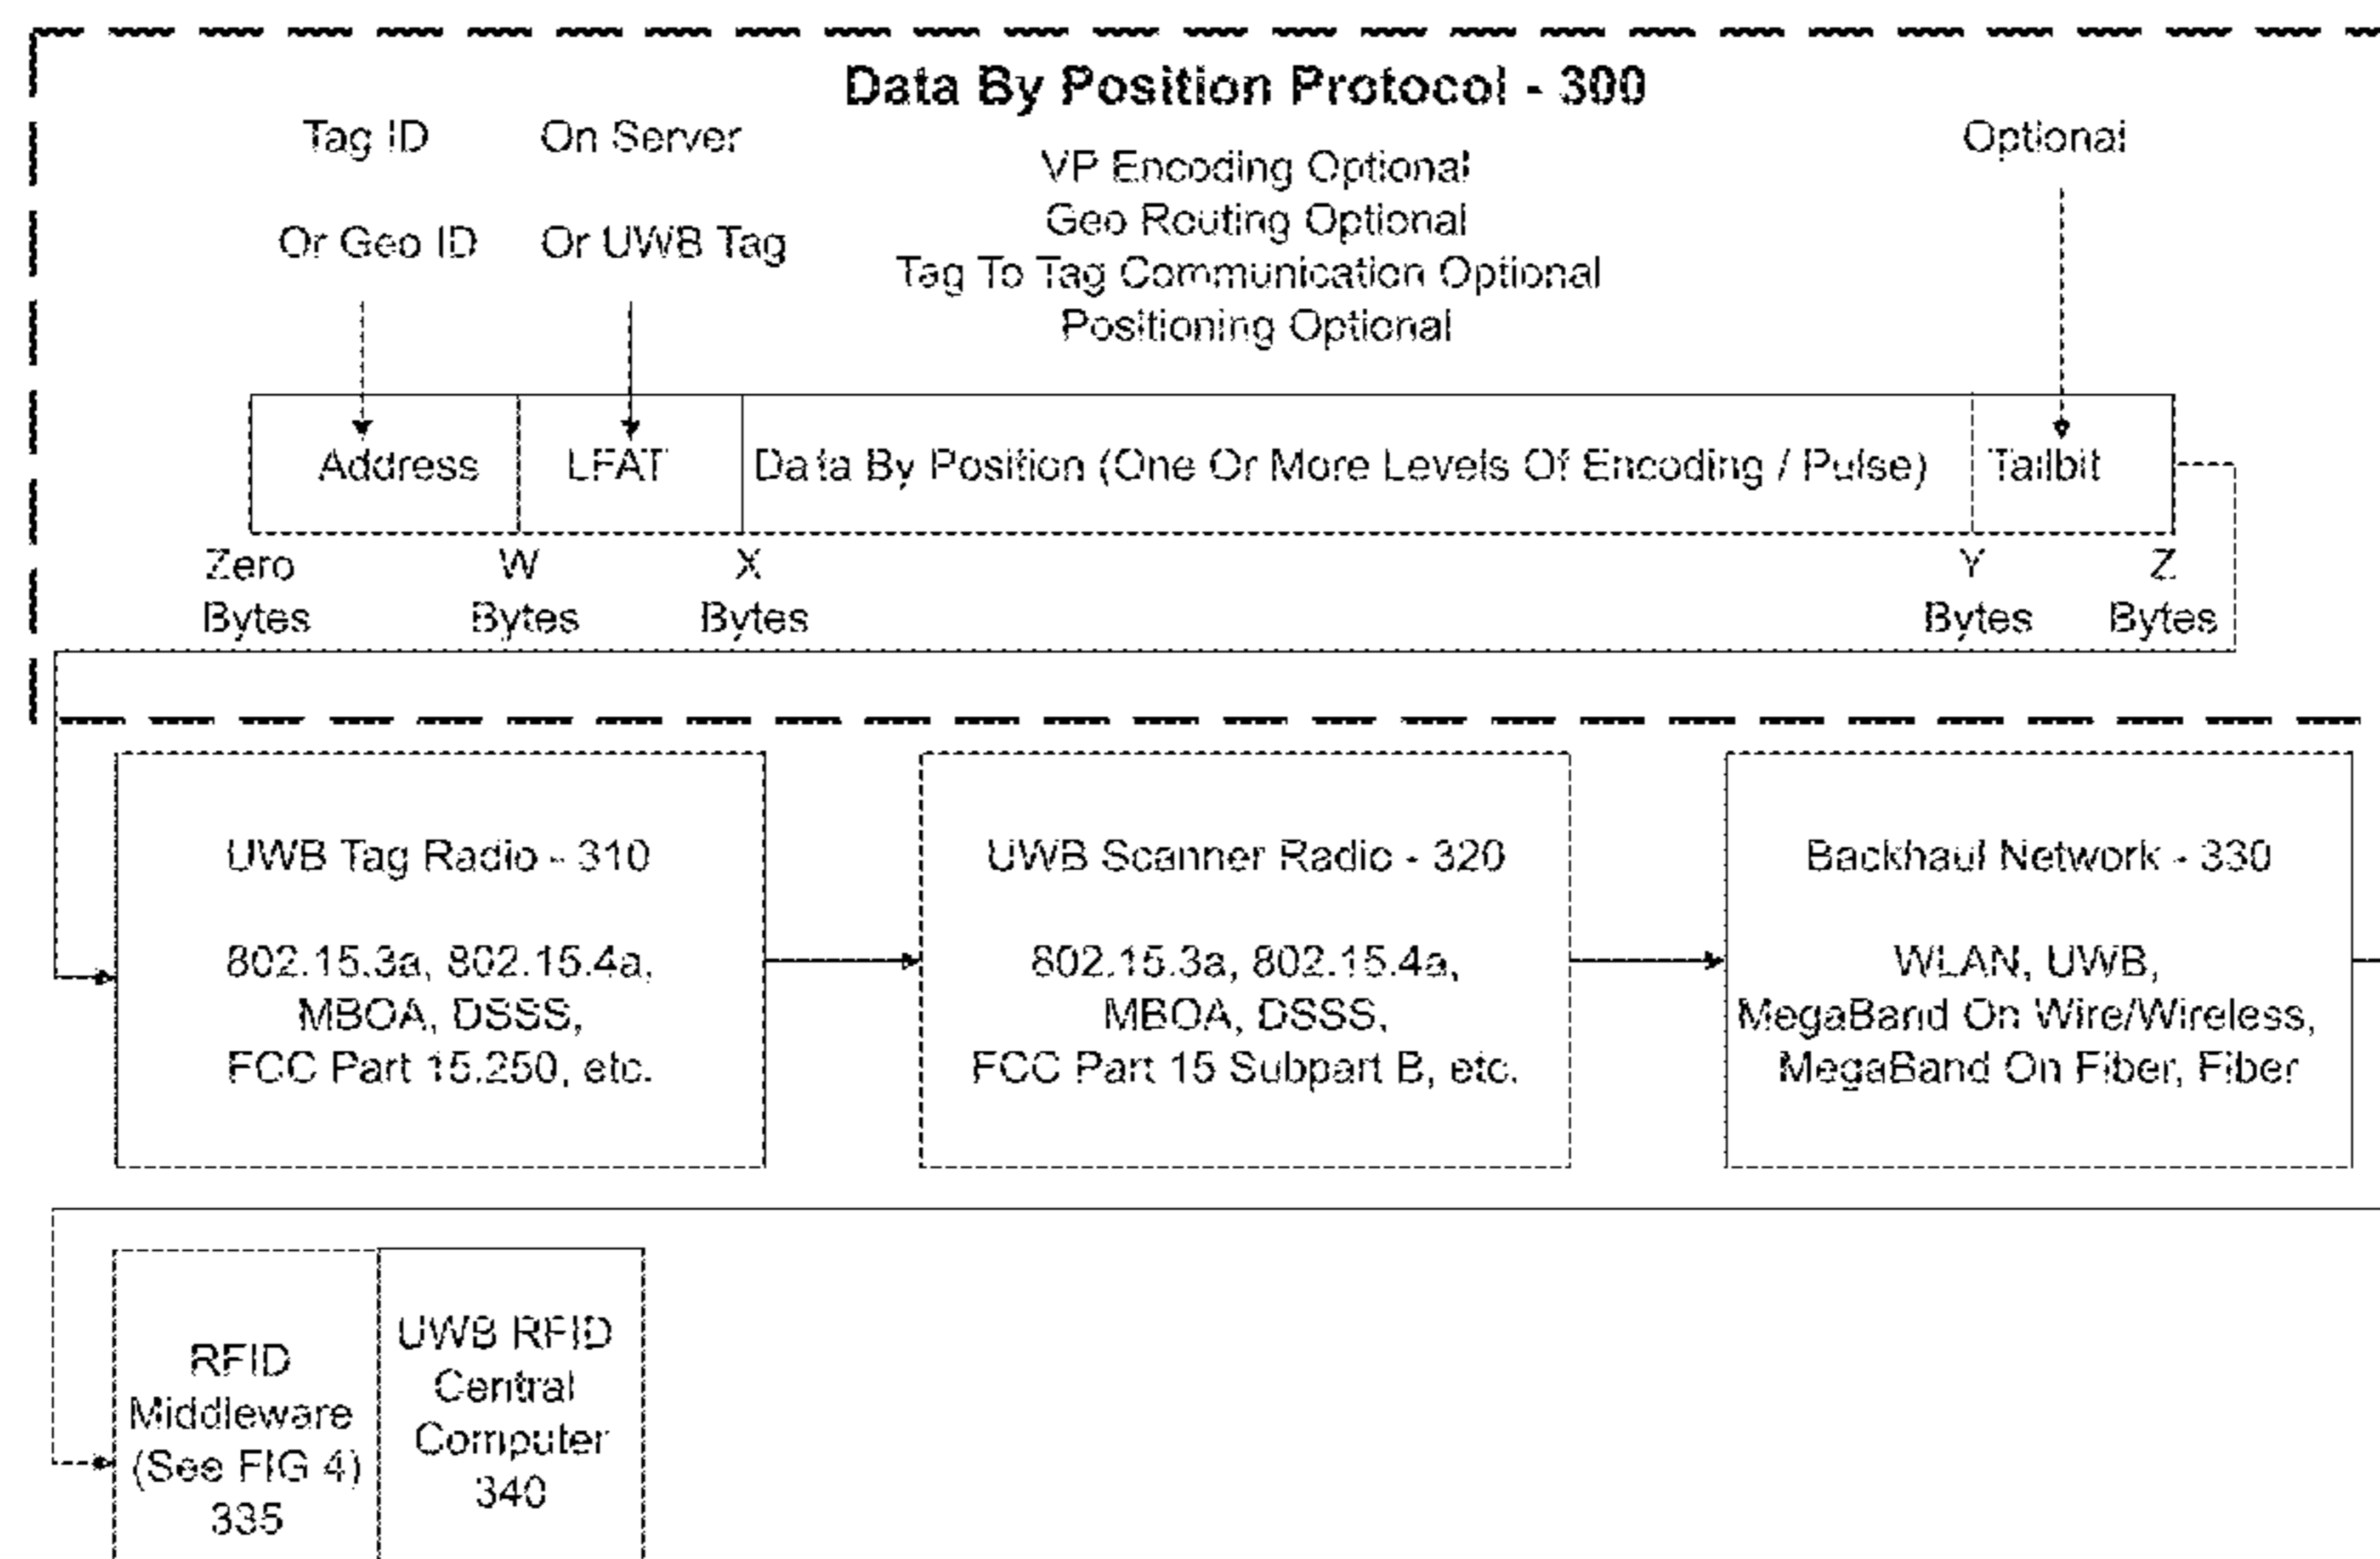 Data By Position Protocol - 300
Tag ID
Or Geo ID
On Server
Or UWB Tag
VP Encoding Optional
Geo Routing Optional
Tag To Tag Communication Optional
Positioning Optional
Optional
Address
LFAT
Data By Position (One Or More Levels Of Encoding / Pulse)
Tailbit
Zero
Bytes
W
Bytes
X
Bytes
Y
Bytes
Z
Bytes
UWB Tag Radio - 310
802.15.3a, 802.15.4a,
MBOA, DSSS,
FCC Part 15.250, etc.
UWB Scanner Radio - 320
802.15.3a, 802.15.4a,
MBOA, DSSS,
FCC Part 15 Subpart B, etc.
Backhaul Network - 330
WLAN, UWB,
MegaBand On Wire/Wireless,
MegaBand On Fiber, Fiber
RFID
Middleware
(See FIG 4)
335
UWB RFID
Central
Computer
340